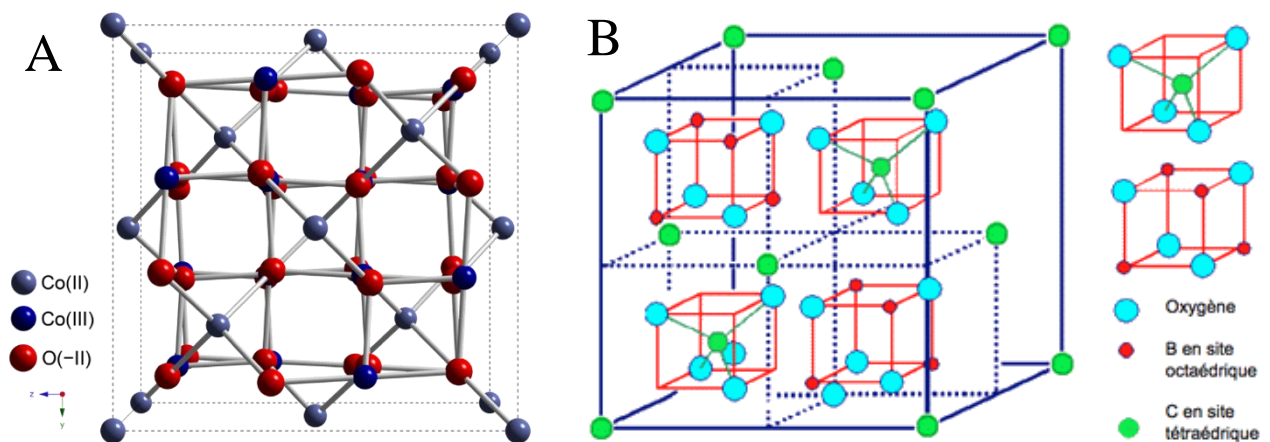 A
Co(II)
Co(III)
O(−II)
z
y
B
Oxygène
B en site
octaédrique
C en site
tétraédrique